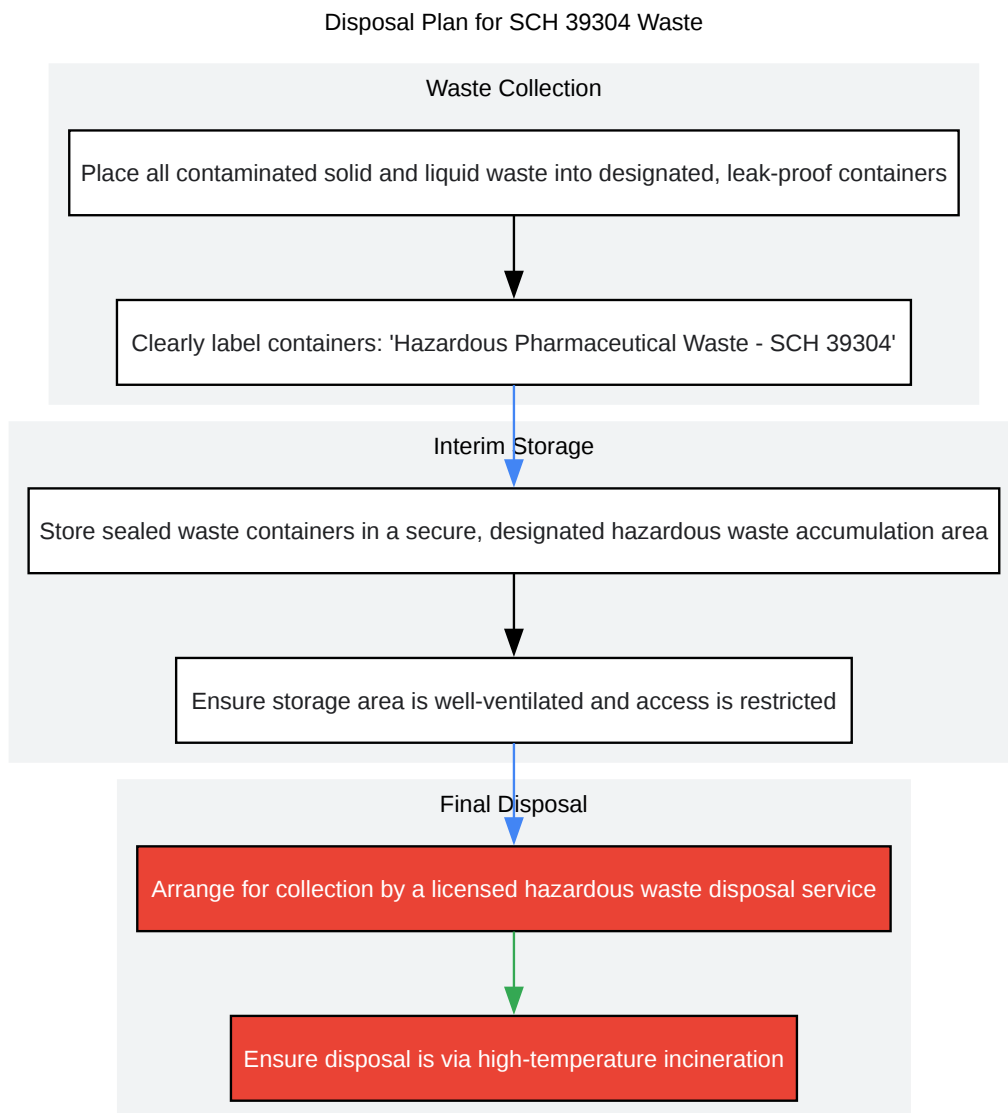 Disposal Plan for SCH 39304 Waste
Waste Collection
Place all contaminated solid and liquid waste into designated, leak-proof containers
Clearly label containers: 'Hazardous Pharmaceutical Waste - SCH 39304'
Interim Storage
Store sealed waste containers in a secure, designated hazardous waste accumulation area
Ensure storage area is well-ventilated and access is restricted
Final Disposal
Arrange for collection by a licensed hazardous waste disposal service
Ensure disposal is via high-temperature incineration